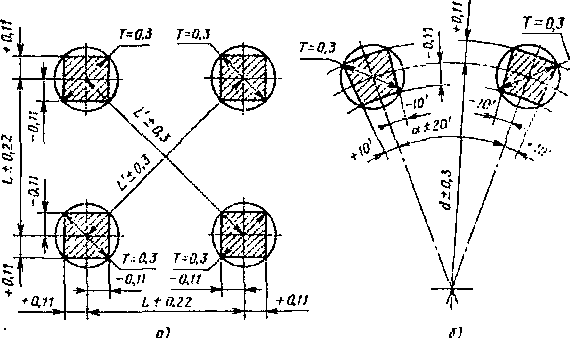 +0,11
T=0,3
T=0,3
-0,11
L±0,22
L'±0,3
L'±0,3
-0,11
+0,11
T=0,3
T=0,3
-0,11
-0,11
+0,11
L±0,22
+0,11
а)
T=0,3
-0,11
+0,11
T=0,3
-10'
α±20'
+10'
d±0,3
б)